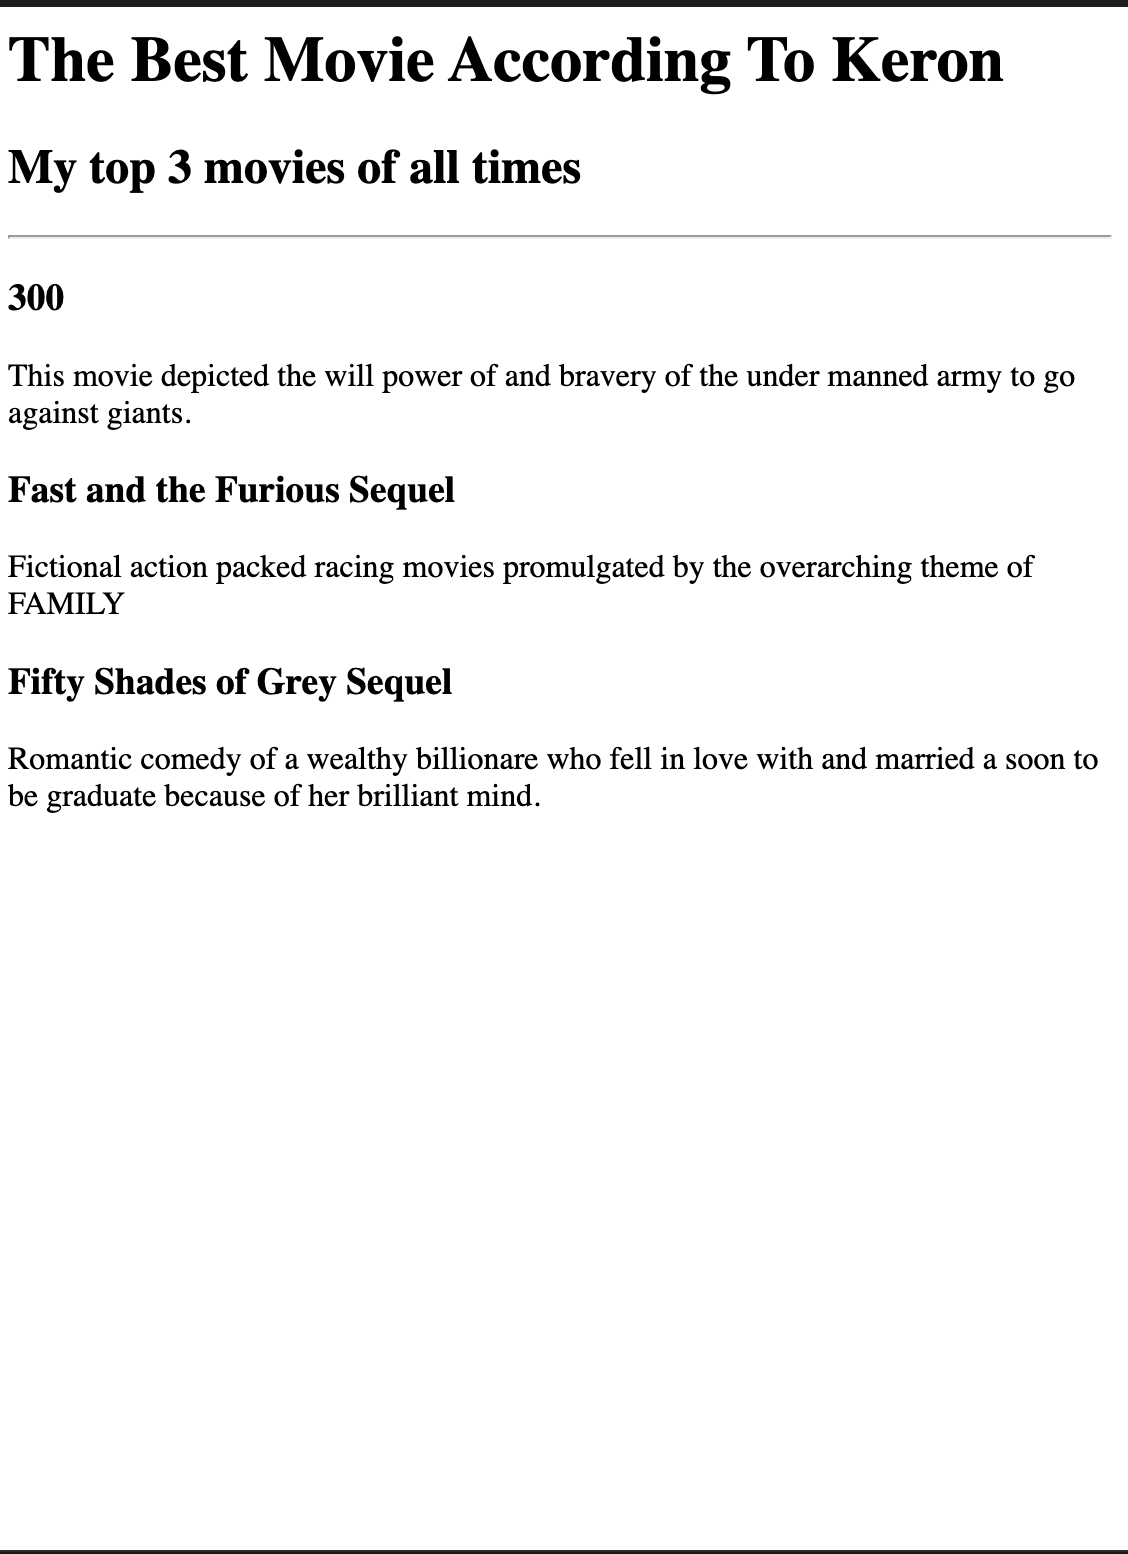 The Best Movie According To Keron
My top 3 movies of all times
300
This movie depicted the will power of and bravery of the under manned army to go
against giants.
Fast and the Furious Sequel
Fictional action packed racing movies promulgated by the overarching theme of
FAMILY
Fifty Shades of Grey Sequel
Romantic comedy of a wealthy billionare who fell in love with and married a soon to
be graduate because of her brilliant mind.